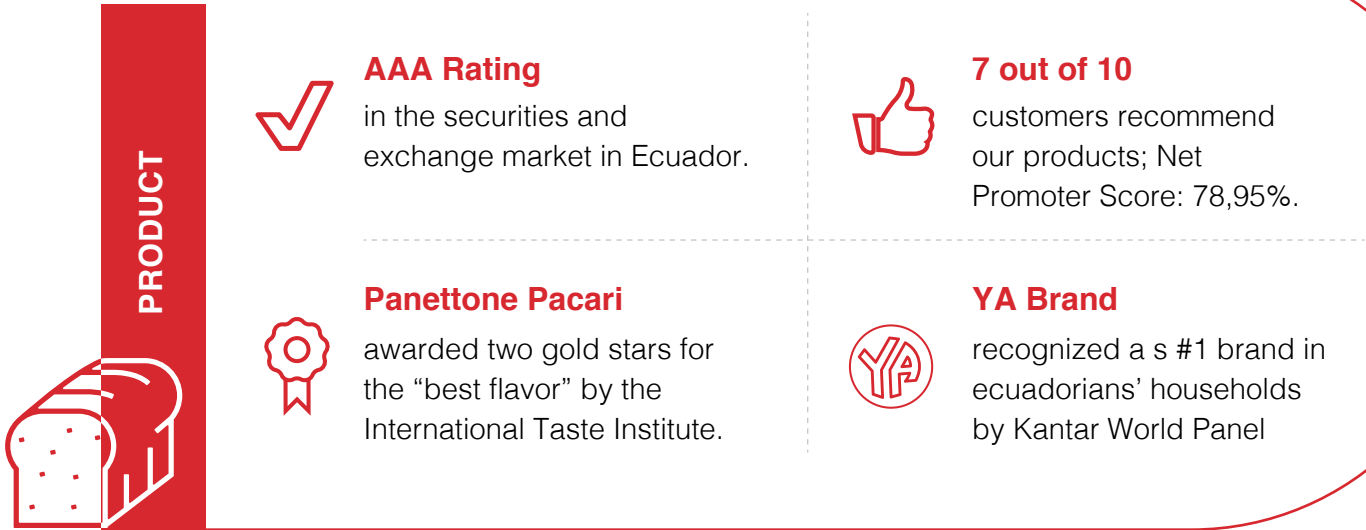 PRODUCT
AAA Rating
in the securities and
exchange market in Ecuador.
7 out of 10
customers recommend
our products; Net
Promoter Score: 78,95%.
Panettone Pacari
awarded two gold stars for
the “best flavor” by the
International Taste Institute.
YA
YA Brand
recognized a s #1 brand in
ecuadorians’ households
by Kantar World Panel